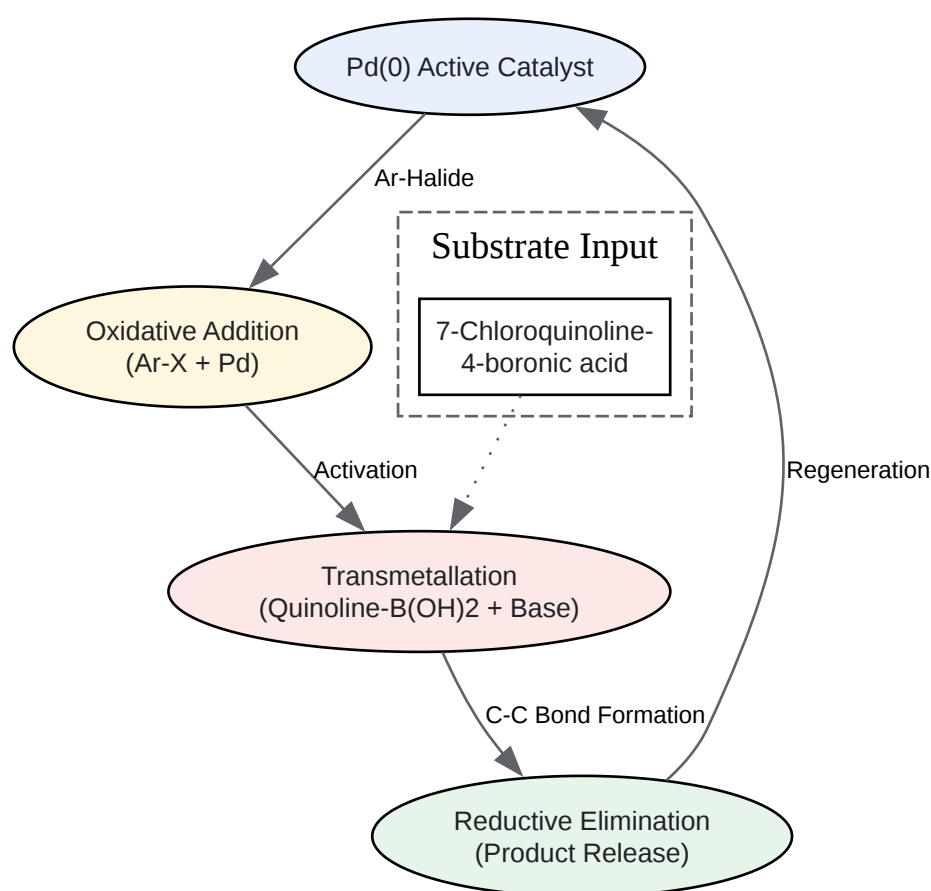 Pd(0) Active Catalyst
Ar-Halide
Substrate Input
7-Chloroquinoline-
4-boronic acid
Oxidative Addition
(Ar-X + Pd)
Activation
Regeneration
Transmetallation
(Quinoline-B(OH)2 + Base)
C-C Bond Formation
Reductive Elimination
(Product Release)